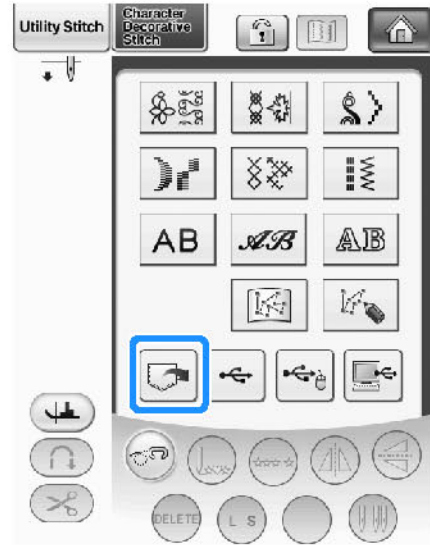 Utility Stitch
Character
Decorative
Stitch
AB
AB
AB
DELETE
L S